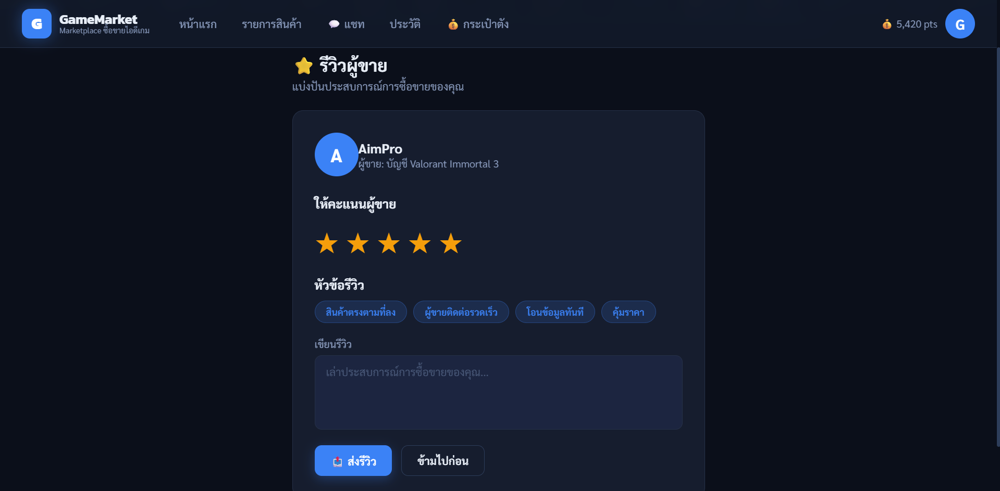 G
GameMarket
Marketplace ซื้อขายไอดีเกม
หน้าแรก
รายการสินค้า
💬 แชท
ประวัติ
💰 กระเป๋าตัง
💰 5,420 pts
G
⭐ รีวิวผู้ขาย
แบ่งปันประสบการณ์การซื้อขายของคุณ
A
AimPro
ผู้ขาย: บัญชี Valorant Immortal 3
ให้คะแนนผู้ขาย
★ ★ ★ ★ ★
หัวข้อรีวิว
สินค้าตรงตามที่ลง
ผู้ขายติดต่อรวดเร็ว
โอนข้อมูลทันที
คุ้มราคา
เขียนรีวิว
เล่าประสบการณ์การซื้อขายของคุณ...
📤 ส่งรีวิว
ข้ามไปก่อน